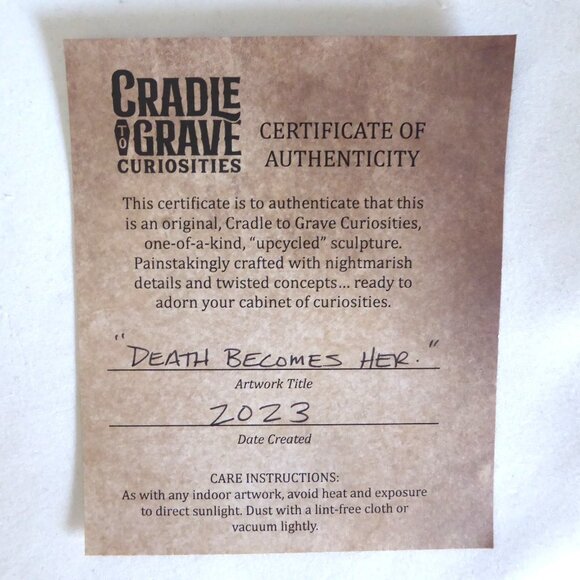 CRADLE
TO GRAVE
CURIOSITIES
CERTIFICATE OF
AUTHENTICITY
This certificate is to authenticate that this
is an original, Cradle to Grave Curiosities,
one-of-a-kind, “upcycled” sculpture.
Painstakingly crafted with nightmarish
details and twisted concepts... ready to
adorn your cabinet of curiosities.
"DEATH BECOMES HER."
Artwork Title
2023
Date Created
CARE INSTRUCTIONS:
As with any indoor artwork, avoid heat and exposure
to direct sunlight. Dust with a lint-free cloth or
vacuum lightly.